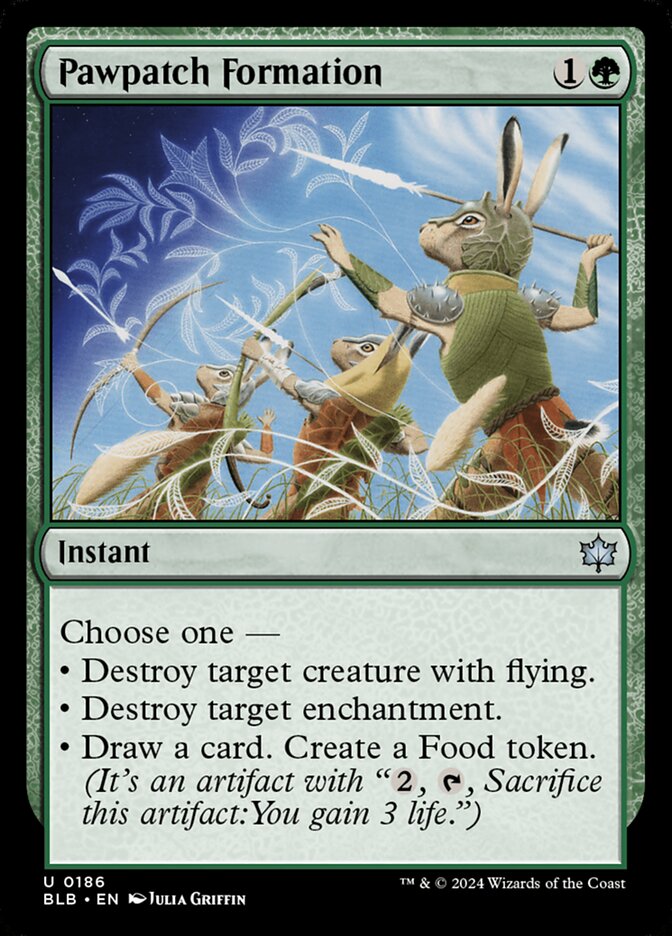 Pawpatch Formation 1
Instant
Choose one —
• Destroy target creature with flying.
• Destroy target enchantment.
• Draw a card. Create a Food token.
(It's an artifact with “2, , Sacrifice
this artifact:You gain 3 life.”)
U 0186
BLB • EN Julia Griffin
™ & © 2024 Wizards of the Coast